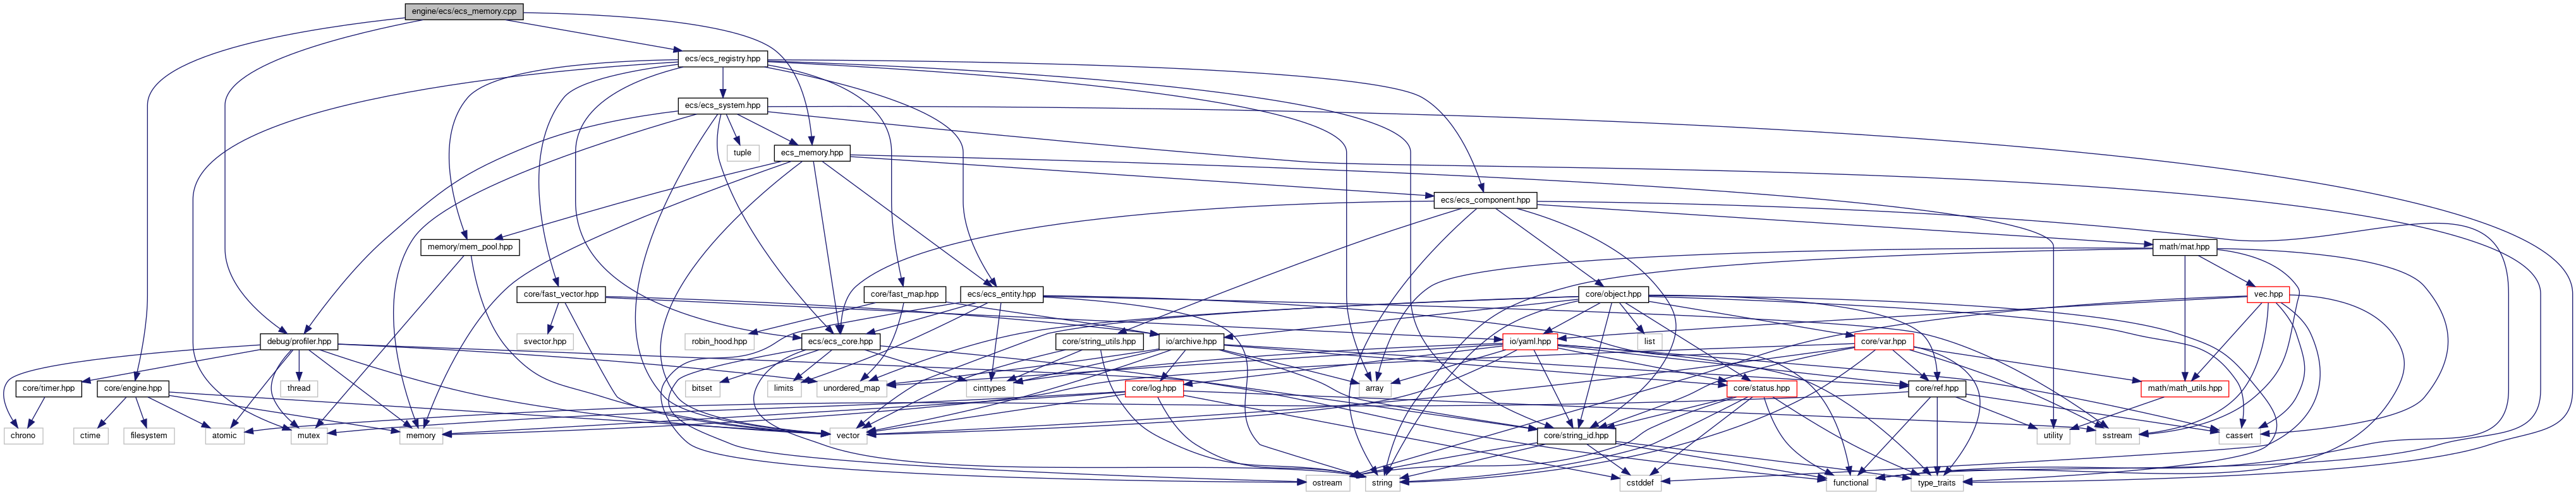 engine/ecs/ecs_memory.cpp
ecs/ecs_registry.hpp
ecs/ecs_system.hpp
tuple
ecs_memory.hpp
ecs/ecs_component.hpp
memory/mem_pool.hpp
math/mat.hpp
core/fast_vector.hpp
core/fast_map.hpp
ecs/ecs_entity.hpp
core/object.hpp
vec.hpp
debug/profiler.hpp
svector.hpp
robin_hood.hpp
ecs/ecs_core.hpp
core/string_utils.hpp
io/archive.hpp
io/yaml.hpp
list
core/var.hpp
core/timer.hpp
core/engine.hpp
thread
bitset
limits
unordered_map
cinttypes
core/log.hpp
array
core/status.hpp
core/ref.hpp
math/math_utils.hpp
chrono
ctime
filesystem
atomic
mutex
memory
vector
core/string_id.hpp
utility
sstream
cassert
ostream
string
cstddef
functional
type_traits